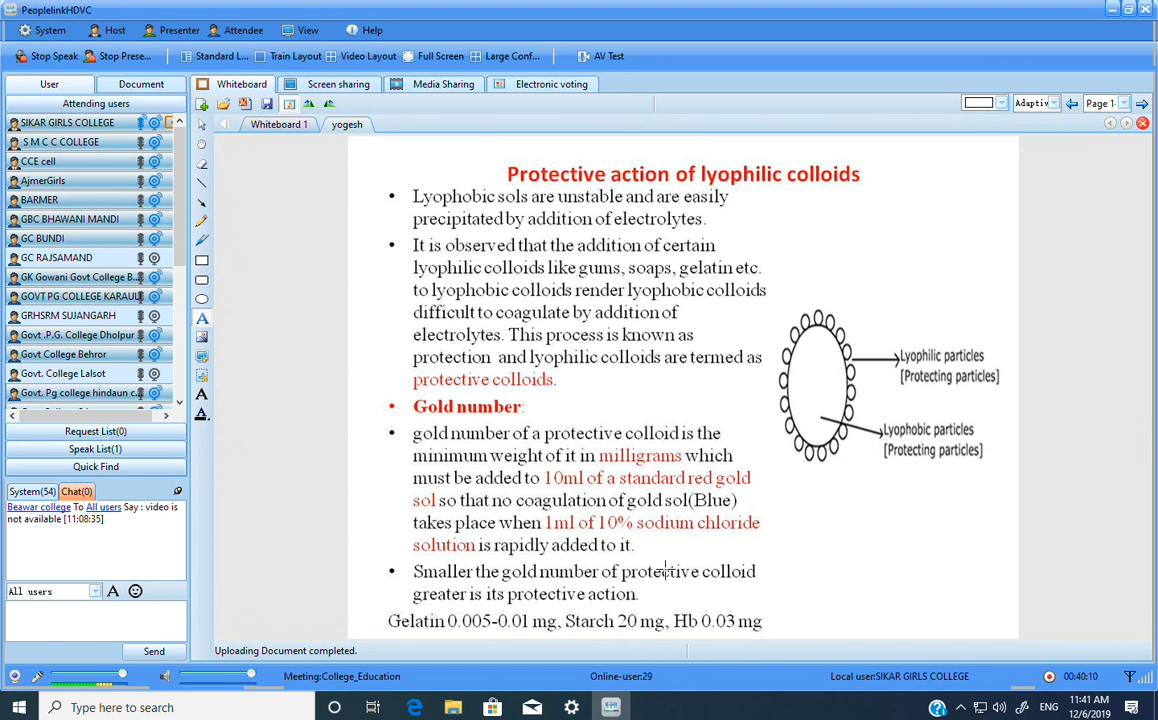 PeoplelinkHDVC
System Host Presenter Attendee View Help
Stop Speak Stop Prese... Standard L... Train Layout Video Layout Full Screen Large Conf... AV Test
User Document Whiteboard Screen sharing Media Sharing Electronic voting
Attending users
Adaptiv Page 1-
SIKAR GIRLS COLLEGE
S M C C COLLEGE
CCE cell
AjmerGirls
BARMER
GBC BHAWANI MANDI
GC BUNDI
GC RAJSAMAND
GK Gowani Govt College B...
GOVT PG COLLEGE KARAUL
GRHSRM SUJANGARH
Govt .P.G. College Dholpur
Govt College Behror
Govt. College Lalsot
Govt. Pg college hindaun c...
Request List(0)
Speak List(1)
Quick Find
System(54) Chat(0)
Beawar college To All users Say : video is
not available [11:08:35]
All users
Send
Whiteboard 1 yogesh
Protective action of lyophilic colloids
• Lyophobic sols are unstable and are easily
precipitated by addition of electrolytes.
• It is observed that the addition of certain
lyophilic colloids like gums, soaps, gelatin etc.
to lyophobic colloids render lyophobic colloids
difficult to coagulate by addition of
electrolytes. This process is known as
protection and lyophilic colloids are termed as
protective colloids.
• Gold number:
• gold number of a protective colloid is the
minimum weight of it in milligrams which
must be added to 10ml of a standard red gold
sol so that no coagulation of gold sol(Blue)
takes place when 1ml of 10% sodium chloride
solution is rapidly added to it.
• Smaller the gold number of protective colloid
greater is its protective action.
Gelatin 0.005-0.01 mg, Starch 20 mg, Hb 0.03 mg
Lyophilic particles
[Protecting particles]
Lyophobic particles
[Protecting particles]
Uploading Document completed.
Meeting:College_Education Online-user:29 Local user:SIKAR GIRLS COLLEGE 00:40:10
Type here to search
ENG
11:41 AM
12/6/2019